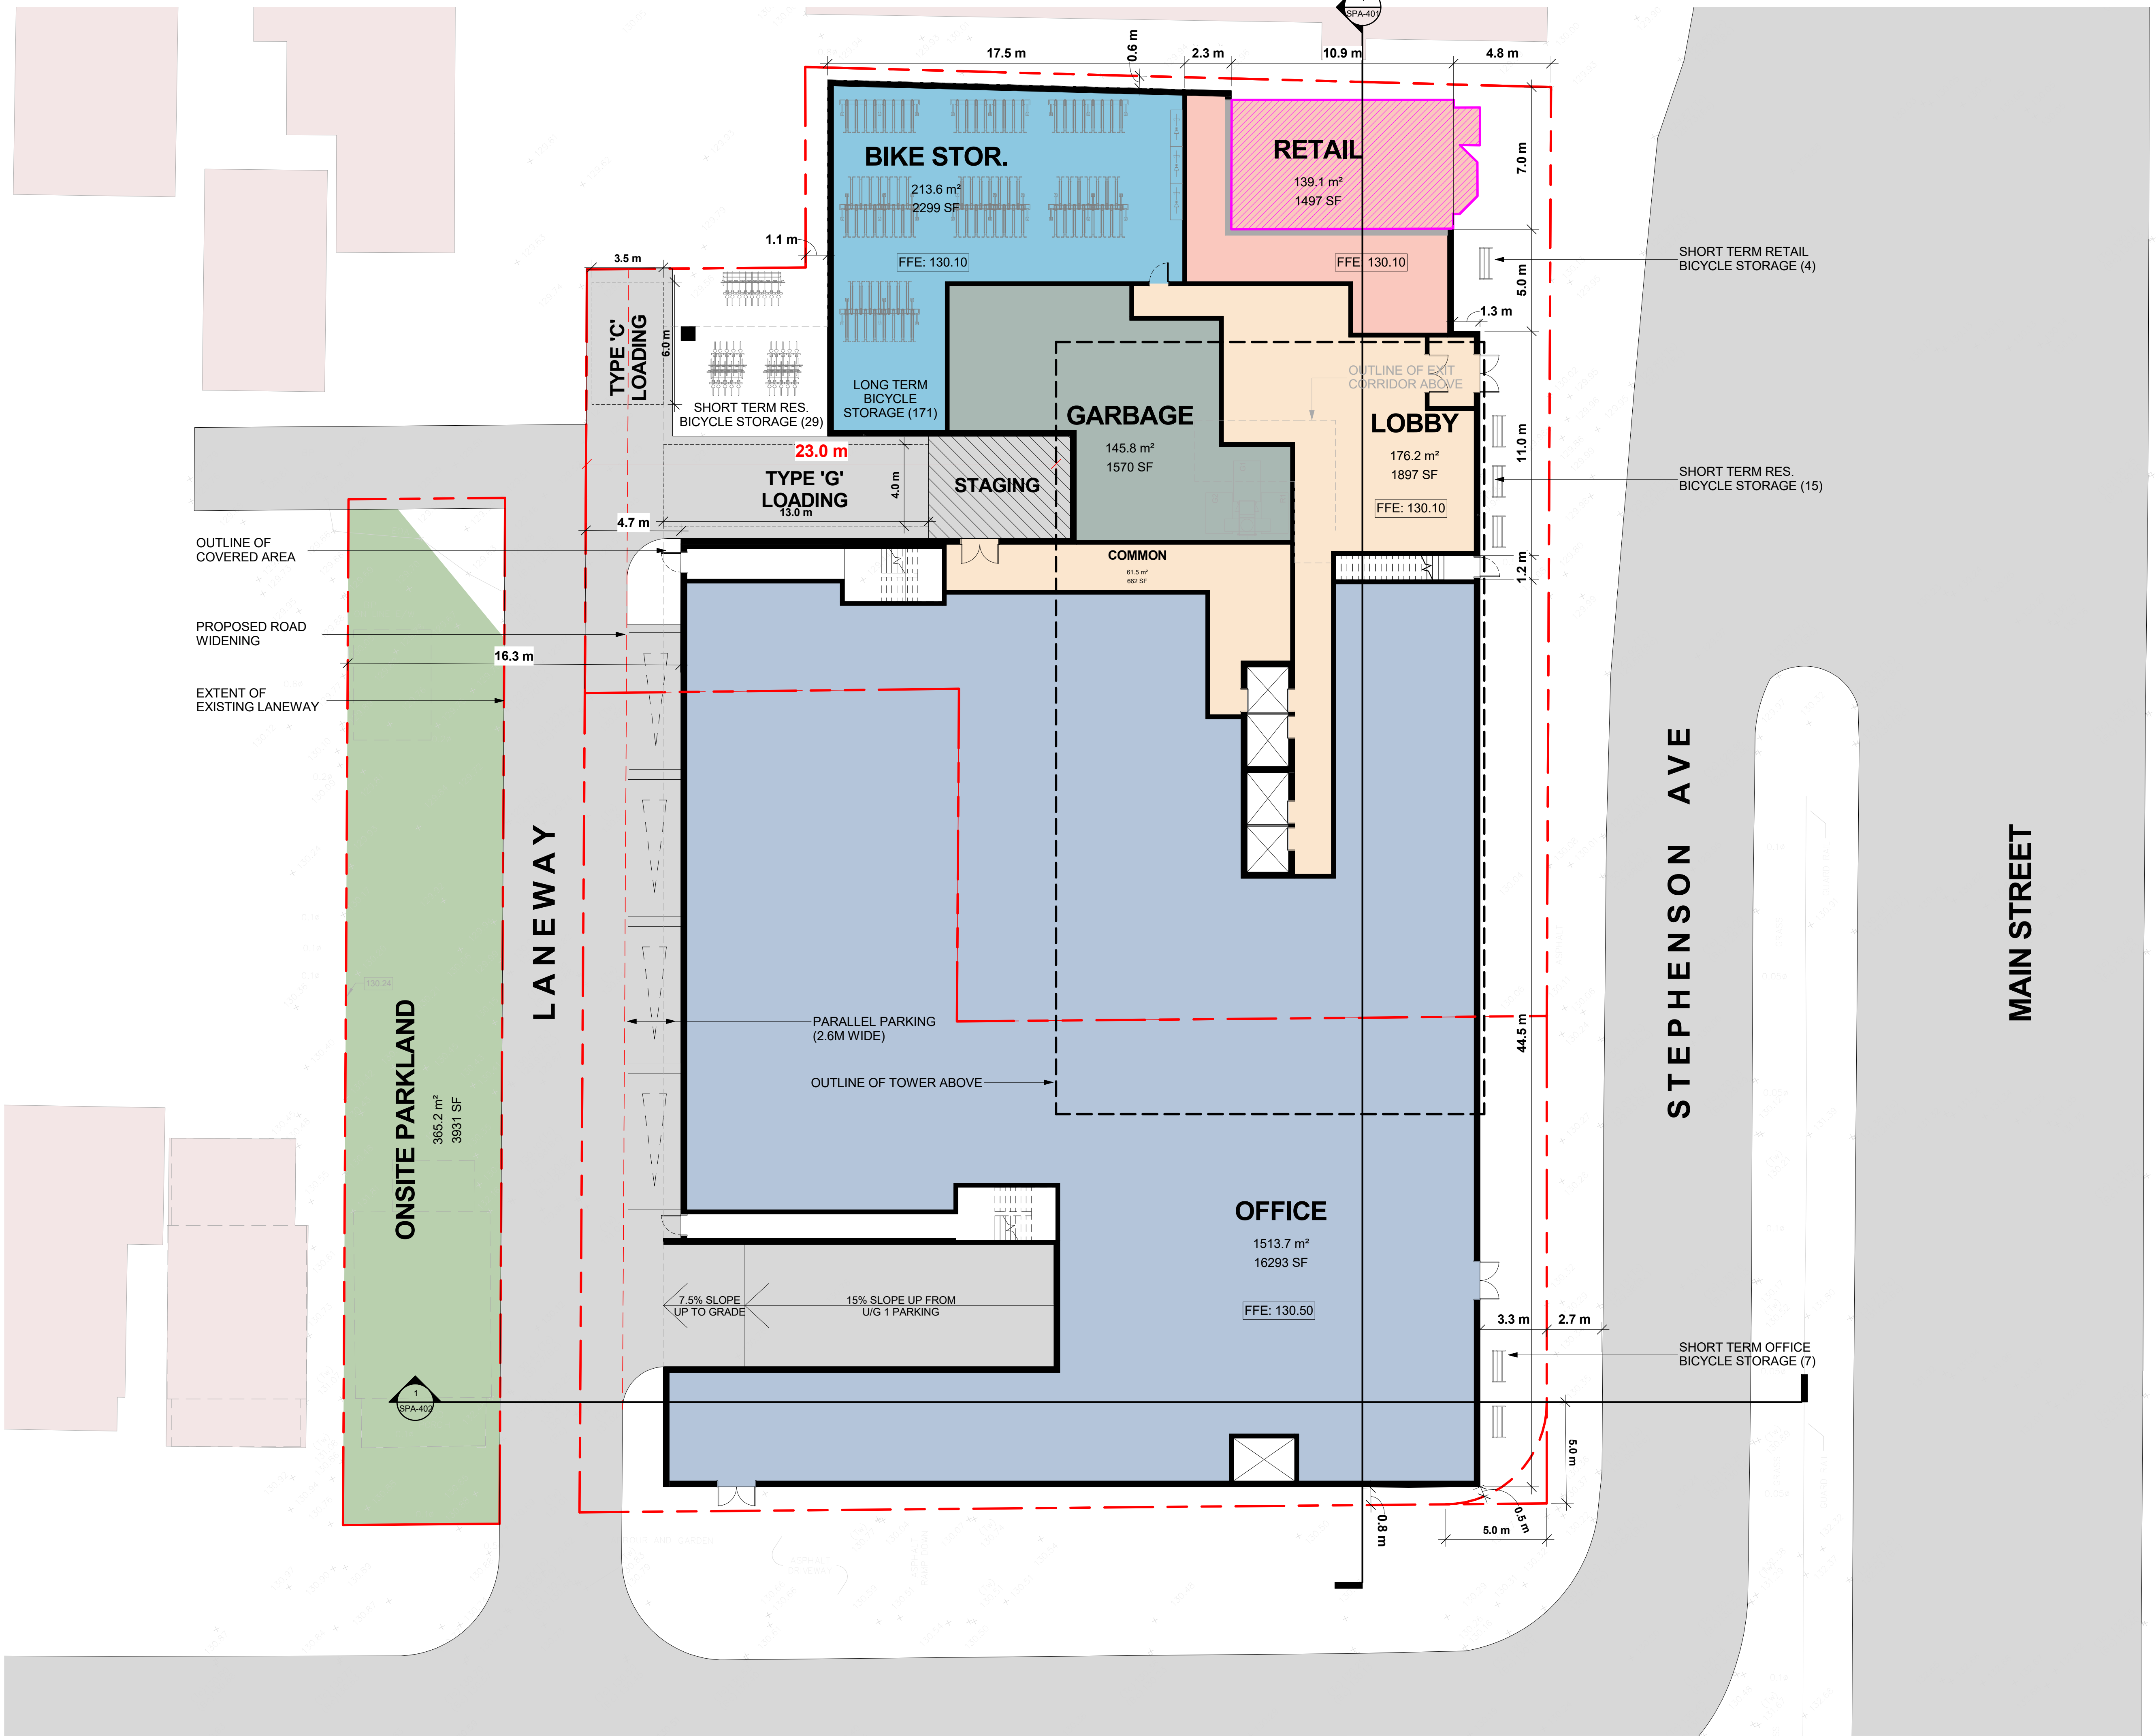 SPA-401
17.5 m
0.6 m
2.3 m
10.9 m
4.8 m
BIKE STOR.
213.6 m²
2299 SF
FFE: 130.10
RETAIL
139.1 m²
1497 SF
FFE: 130.10
7.0 m
5.0 m
1.3 m
SHORT TERM RETAIL
BICYCLE STORAGE (4)
1.1 m
3.5 m
TYPE 'C'
LOADING
6.0 m
SHORT TERM RES.
BICYCLE STORAGE (29)
LONG TERM
BICYCLE
STORAGE (171)
GARBAGE
145.8 m²
1570 SF
OUTLINE OF EXIT
CORRIDOR ABOVE
LOBBY
176.2 m²
1897 SF
FFE: 130.10
11.0 m
SHORT TERM RES.
BICYCLE STORAGE (15)
23.0 m
TYPE 'G'
LOADING
13.0 m
4.0 m
STAGING
4.7 m
OUTLINE OF
COVERED AREA
COMMON
61.5 m²
662 SF
1.2 m
PROPOSED ROAD
WIDENING
16.3 m
EXTENT OF
EXISTING LANEWAY
LANEWAY
130.24
ONSITE PARKLAND
365.2 m²
3931 SF
PARALLEL PARKING
(2.6M WIDE)
OUTLINE OF TOWER ABOVE
44.5 m
STEPHENSON AVE
MAIN STREET
OFFICE
1513.7 m²
16293 SF
FFE: 130.50
7.5% SLOPE
UP TO GRADE
15% SLOPE UP FROM
U/G 1 PARKING
3.3 m
2.7 m
SHORT TERM OFFICE
BICYCLE STORAGE (7)
1
SPA-402
5.0 m
0.5 m
0.8 m
5.0 m
ASPHALT
DRIVEWAY